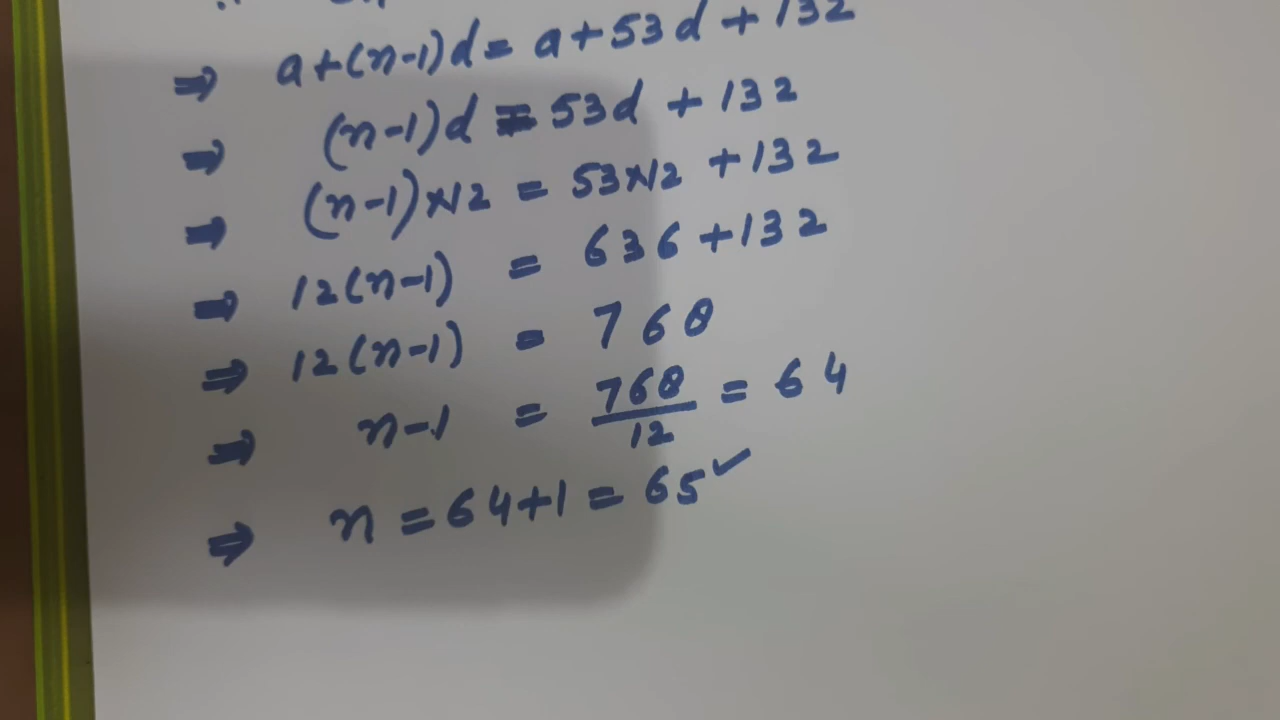 ⇒ a+(n-1)d = a+53d+132
⇒ (n-1)d = 53d+132
⇒ (n-1)×12 = 53×12+132
⇒ 12(n-1) = 636+132
⇒ 12(n-1) = 768
⇒ n-1 = 768/12 = 64
⇒ n = 64+1 = 65✓